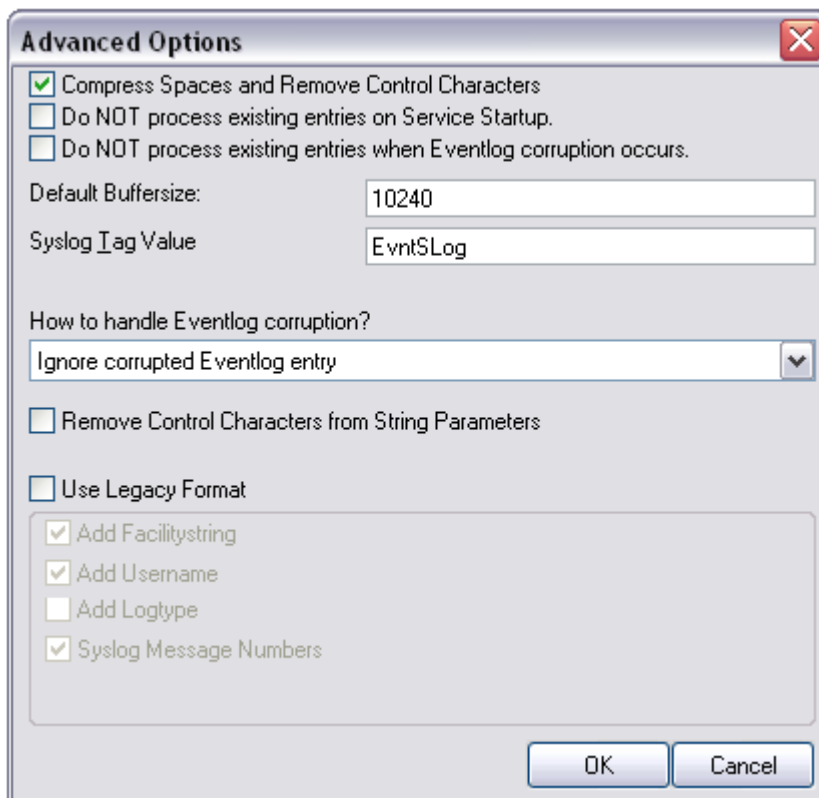 Advanced Options
Compress Spaces and Remove Control Characters
Do NOT process existing entries on Service Startup.
Do NOT process existing entries when Eventlog corruption occurs.
Default Buffersize: 10240
Syslog Tag Value EvntSLog
How to handle Eventlog corruption?
Ignore corrupted Eventlog entry
Remove Control Characters from String Parameters
Use Legacy Format
Add Facilitystring
Add Username
Add Logtype
Syslog Message Numbers
OK Cancel